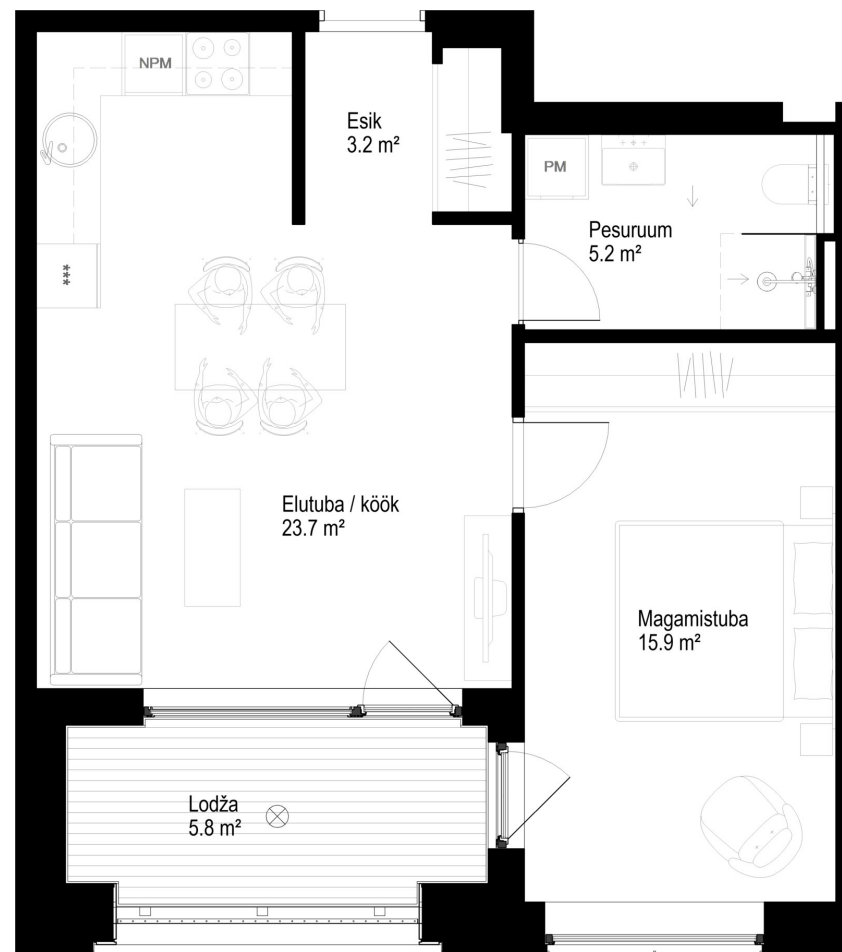 NPM
Esik
3.2 m²
PM
Pesuruum
5.2 m²
***
Elutuba / köök
23.7 m²
Magamistuba
15.9 m²
Lodža
5.8 m²